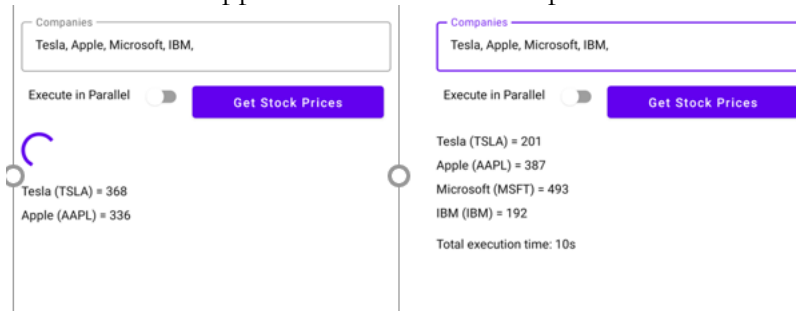 Companies
Tesla, Apple, Microsoft, IBM,
Execute in Parallel
Get Stock Prices
Tesla (TSLA) = 368
Apple (AAPL) = 336
Companies
Tesla, Apple, Microsoft, IBM,
Execute in Parallel
Get Stock Prices
Tesla (TSLA) = 201
Apple (AAPL) = 387
Microsoft (MSFT) = 493
IBM (IBM) = 192
Total execution time: 10s